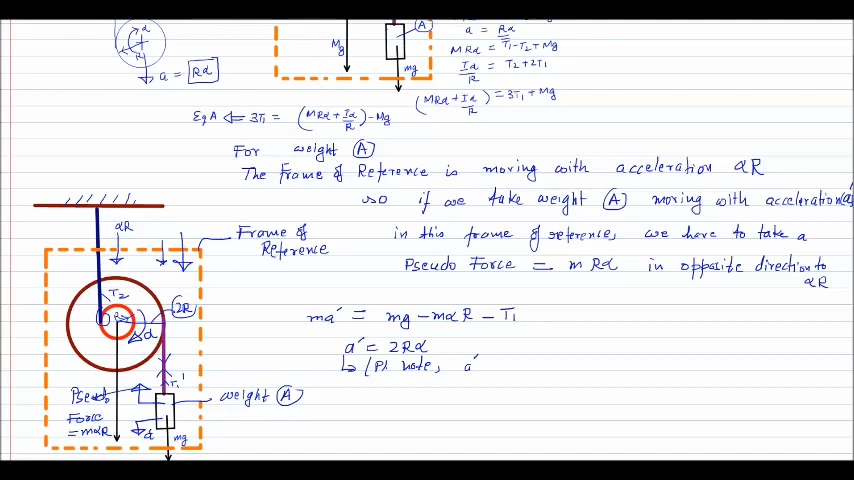 a = Rα
MRα = T1-T2+Mg
Iα/R = T2+2T1
(MRα+Iα/R) = 3T1+Mg
α
R
a = Rα
Mg
A
mg
EqA ⇐ 3T1 = (MRα+Iα/R)-Mg
For weight A
The Frame of Reference is moving with acceleration αR
so if we take weight A moving with acceleration(a')
in this frame of reference, we have to take a
Pseudo Force = mRα in opposite direction to
αR
αR
Frame of
Reference
T2
R
2R
α
ma' = mg-mαR-T1
a' = 2Rα
(Pl note, a'
T1'
Pseudo
Force
=mαR
weight A
α
mg